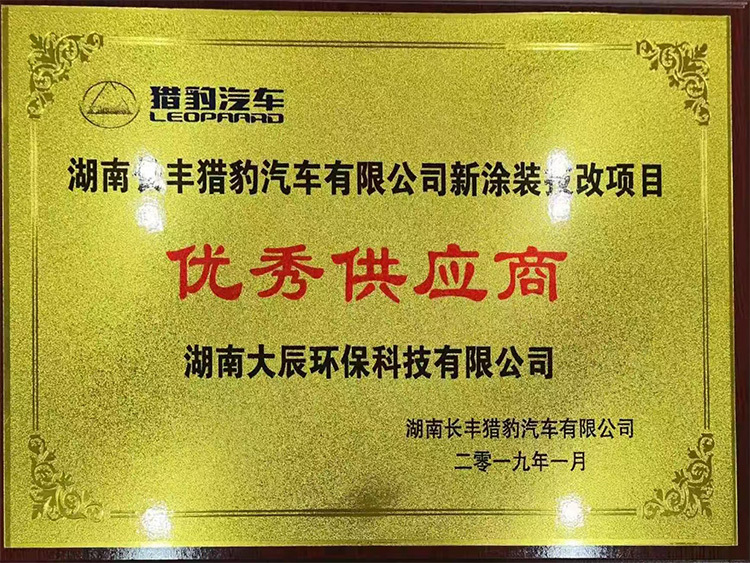 猎豹汽车
LEOPAARD
湖南长丰猎豹汽车有限公司新涂装技改项目
优秀供应商
湖南大辰环保科技有限公司
湖南长丰猎豹汽车有限公司
二零一九年一月